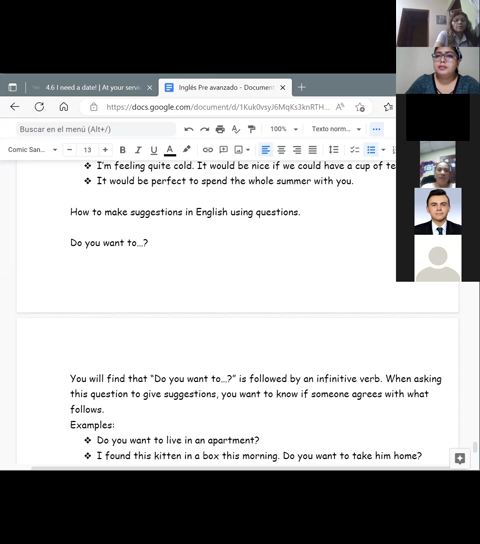 4.6 I need a date! | At your serv
Inglés Pre avanzado - Documen
https://docs.google.com/document/d/1Kuk0vsyJ6MqKs3knRTH...
Buscar en el menú (Alt+/)
100%
Texto norm...
Comic San...
13
B I U A
❖ I'm feeling quite cold. It would be nice if we could have a cup of te
❖ It would be perfect to spend the whole summer with you.
How to make suggestions in English using questions.
Do you want to...?
You will find that "Do you want to...?" is followed by an infinitive verb. When asking
this question to give suggestions, you want to know if someone agrees with what
follows.
Examples:
❖ Do you want to live in an apartment?
❖ I found this kitten in a box this morning. Do you want to take him home?